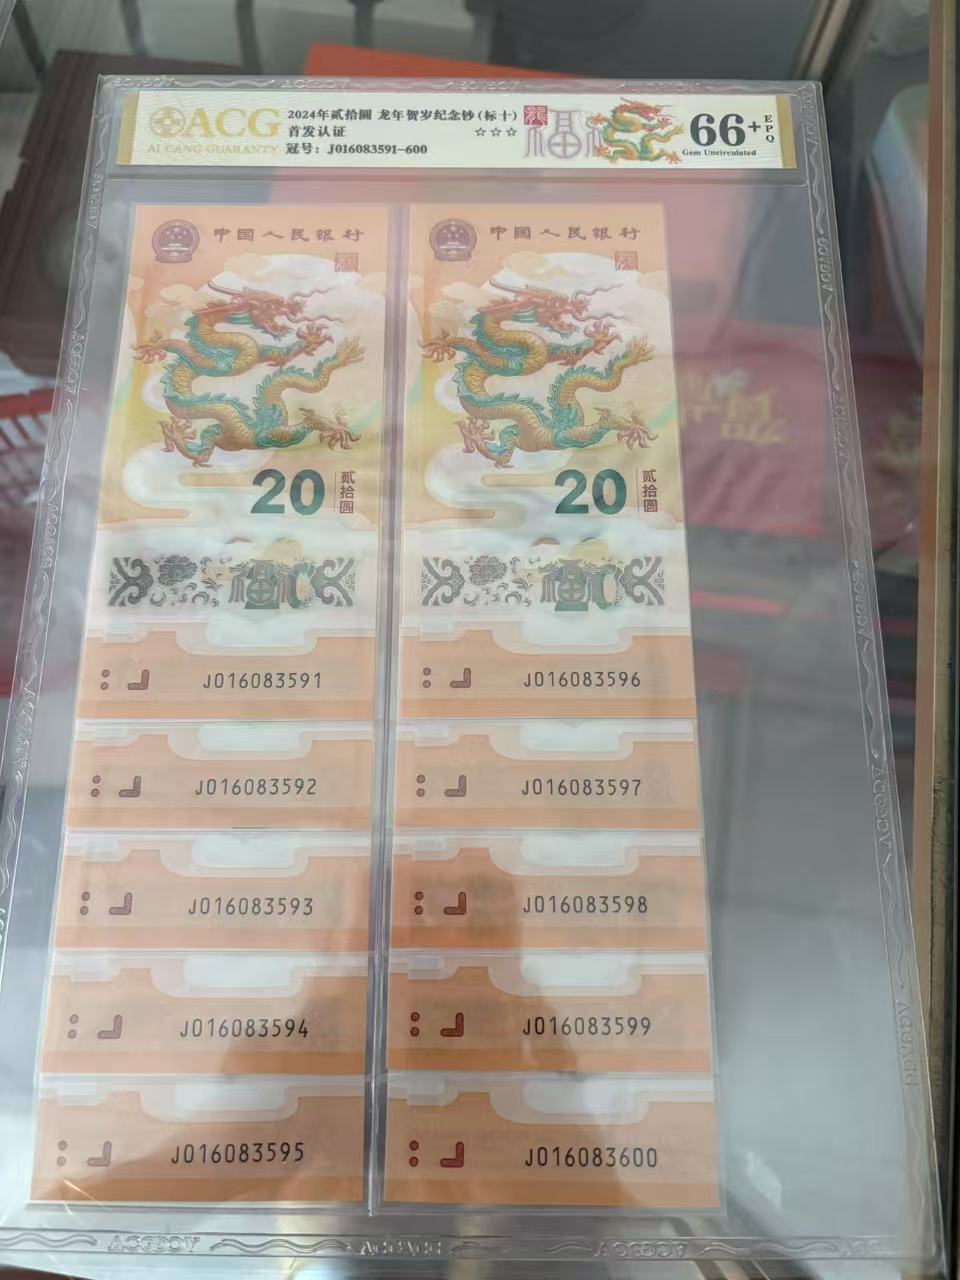 ACG
AI CANG GUARANTY
2024年贰拾圆 龙年贺岁纪念钞(标十)
首发认证 ☆☆☆
冠号: J016083591-600
福
66+
EPQ
Gem Uncirculated
中国人民银行
20
贰拾圆
福
J016083591
J016083592
J016083593
J016083594
J016083595
中国人民银行
20
贰拾圆
福
J016083596
J016083597
J016083598
J016083599
J016083600